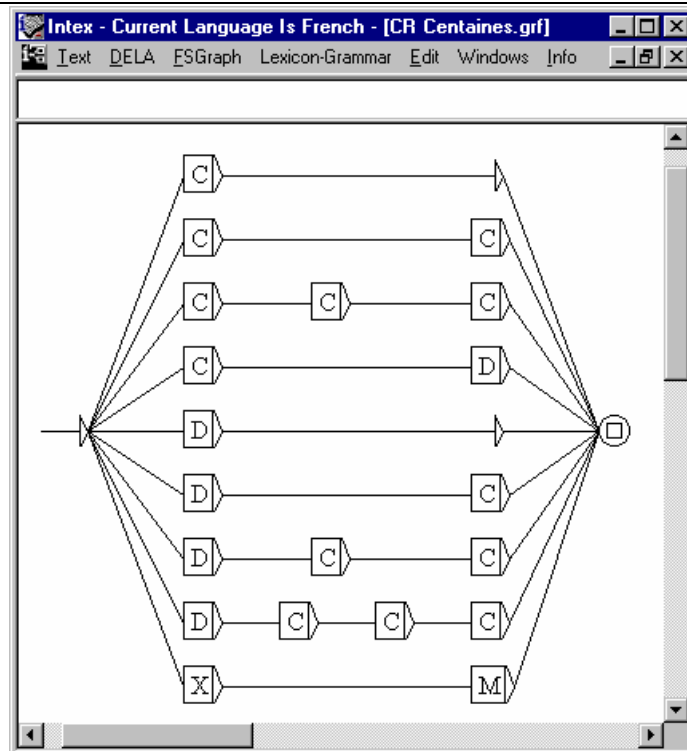 Intex - Current Language Is French - [CR Centaines.grf]
Text DELA FSGraph Lexicon-Grammar Edit Windows Info
C
C C
C C C
C D
D
D C
D C C
D C C C
X M